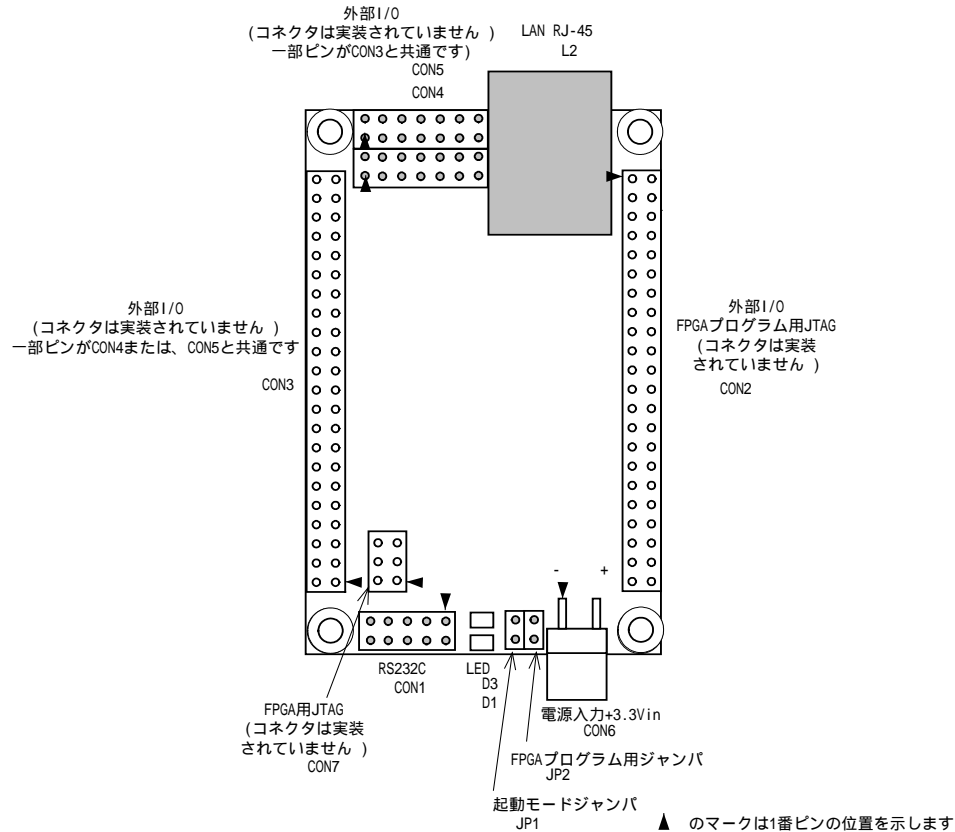 外部I/O
(コネクタは実装されていません )
一部ピンがCON3と共通です)
CON5
CON4
LAN RJ-45
L2
外部I/O
(コネクタは実装されていません )
一部ピンがCON4または、CON5と共通です
CON3
外部I/O
FPGAプログラム用JTAG
(コネクタは実装
されていません )
CON2
- +
RS232C
CON1
LED
D3
D1
電源入力+3.3Vin
CON6
FPGA用JTAG
(コネクタは実装
されていません )
CON7
FPGAプログラム用ジャンパ
JP2
起動モードジャンパ
JP1
▲ のマークは1番ピンの位置を示します